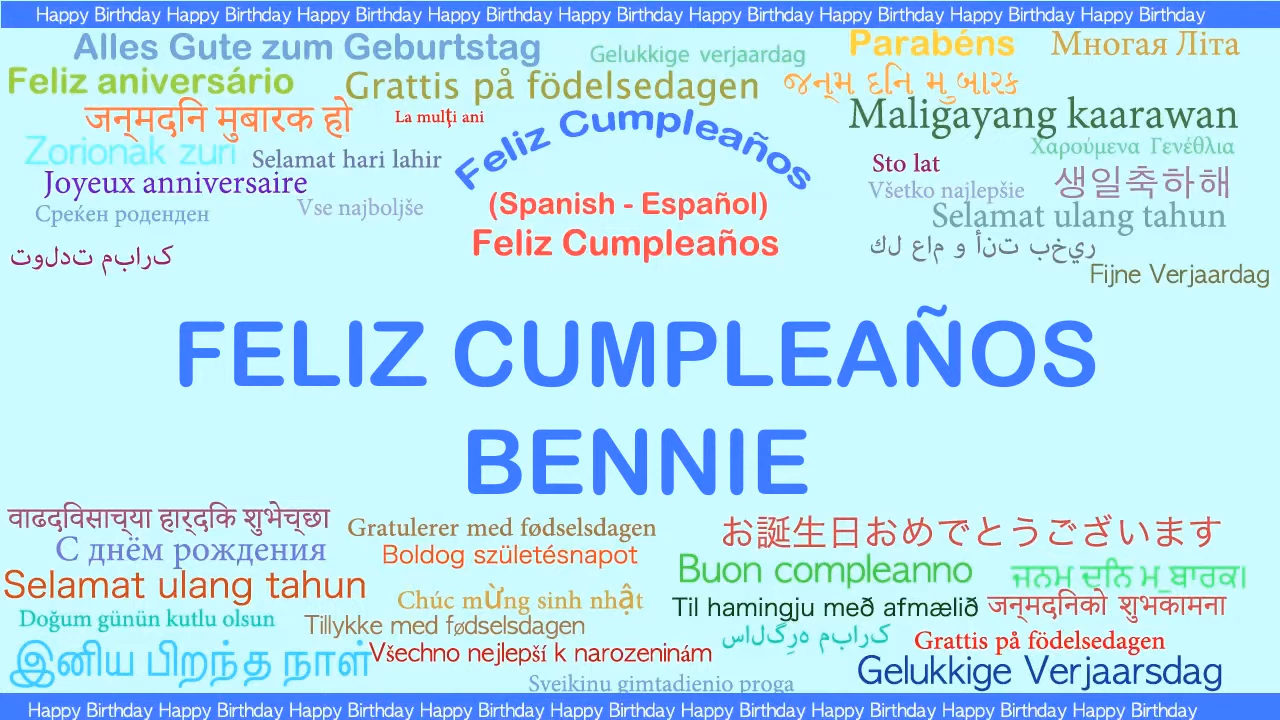 Happy Birthday Happy Birthday Happy Birthday Happy Birthday Happy Birthday Happy Birthday Happy Birthday Happy Birthday Happy Birthday
Alles Gute zum Geburtstag
Gelukkige verjaardag
Parabéns
Многая Літа
Feliz aniversário
Grattis på födelsedagen
જન્મ દનિ મુ બારક
जन्मदनि मुबारक हो
La mulţi ani
Feliz Cumpleaños
Maligayang kaarawan
Zorionak zuri
Selamat hari lahir
Χαρούμενα Γενέθλια
Sto lat
Joyeux anniversaire
Všetko najlepšie
생일축하해
Среќен роденден
Vse najboljše
(Spanish - Español)
Selamat ulang tahun
Feliz Cumpleaños
تولدت مبارک
كل عام و أنت بخير
Fijne Verjaardag
FELIZ CUMPLEAÑOS
BENNIE
वाढदविसाच्या हार्दकि शुभेच्छा
Gratulerer med fødselsdagen
お誕生日おめでとうございます
С днём рождения
Boldog születésnapot
Buon compleanno
ਜਨਮ ਦਨਿ ਮੁ ਬਾਰਕ।
Selamat ulang tahun
Chúc mừng sinh nhật
Til hamingju með afmælið
जन्मदनिको शुभकामना
Doğum günün kutlu olsun
Tillykke med fødselsdagen
سالگرِہ مبارک
Grattis på födelsedagen
இனிய பிறந்த நாள்
Všechno nejlepší k narozeninám
Gelukkige Verjaarsdag
Sveikinu gimtadienio proga
Happy Birthday Happy Birthday Happy Birthday Happy Birthday Happy Birthday Happy Birthday Happy Birthday Happy Birthday Happy Birthday